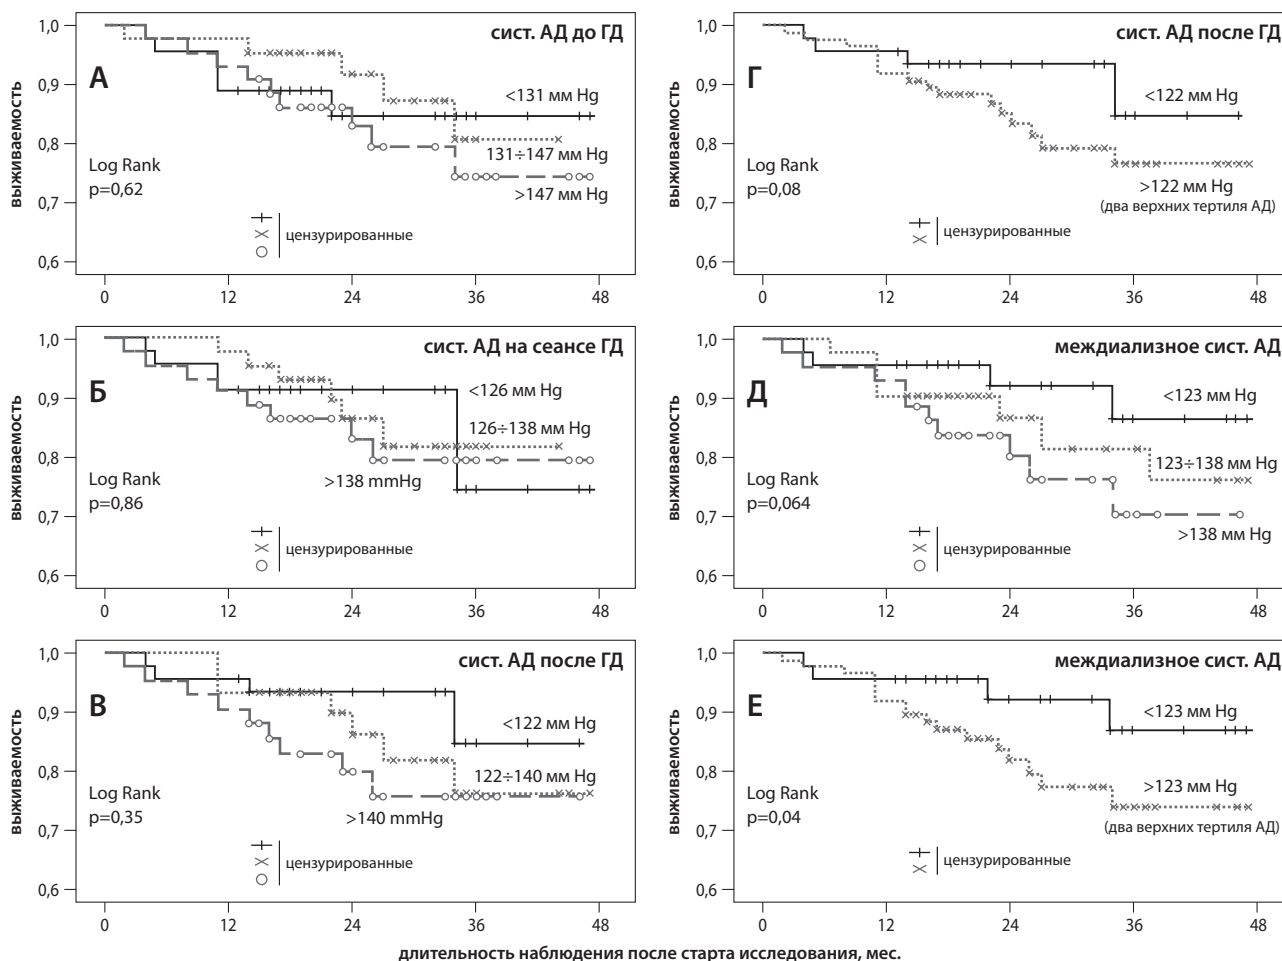 сист. АД до ГД
А
выживаемость
1,0
0,9
0,8
0,7
0,6
<131 мм Hg
131÷147 мм Hg
>147 мм Hg
Log Rank
p=0,62
цензурированные
0 12 24 36 48
сист. АД после ГД
Г
выживаемость
1,0
0,9
0,8
0,7
0,6
<122 мм Hg
>122 мм Hg
(два верхних тертиля АД)
Log Rank
p=0,08
цензурированные
0 12 24 36 48
сист. АД на сеансе ГД
Б
выживаемость
1,0
0,9
0,8
0,7
0,6
<126 мм Hg
126÷138 мм Hg
>138 mmHg
Log Rank
p=0,86
цензурированные
0 12 24 36 48
междиализное сист. АД
Д
выживаемость
1,0
0,9
0,8
0,7
0,6
<123 мм Hg
123÷138 мм Hg
>138 мм Hg
Log Rank
p=0,064
цензурированные
0 12 24 36 48
сист. АД после ГД
В
выживаемость
1,0
0,9
0,8
0,7
0,6
<122 мм Hg
122÷140 мм Hg
>140 mmHg
Log Rank
p=0,35
цензурированные
0 12 24 36 48
междиализное сист. АД
Е
выживаемость
1,0
0,9
0,8
0,7
0,6
<123 мм Hg
>123 мм Hg
(два верхних тертиля АД)
Log Rank
p=0,04
цензурированные
0 12 24 36 48
длительность наблюдения после старта исследования, мес.